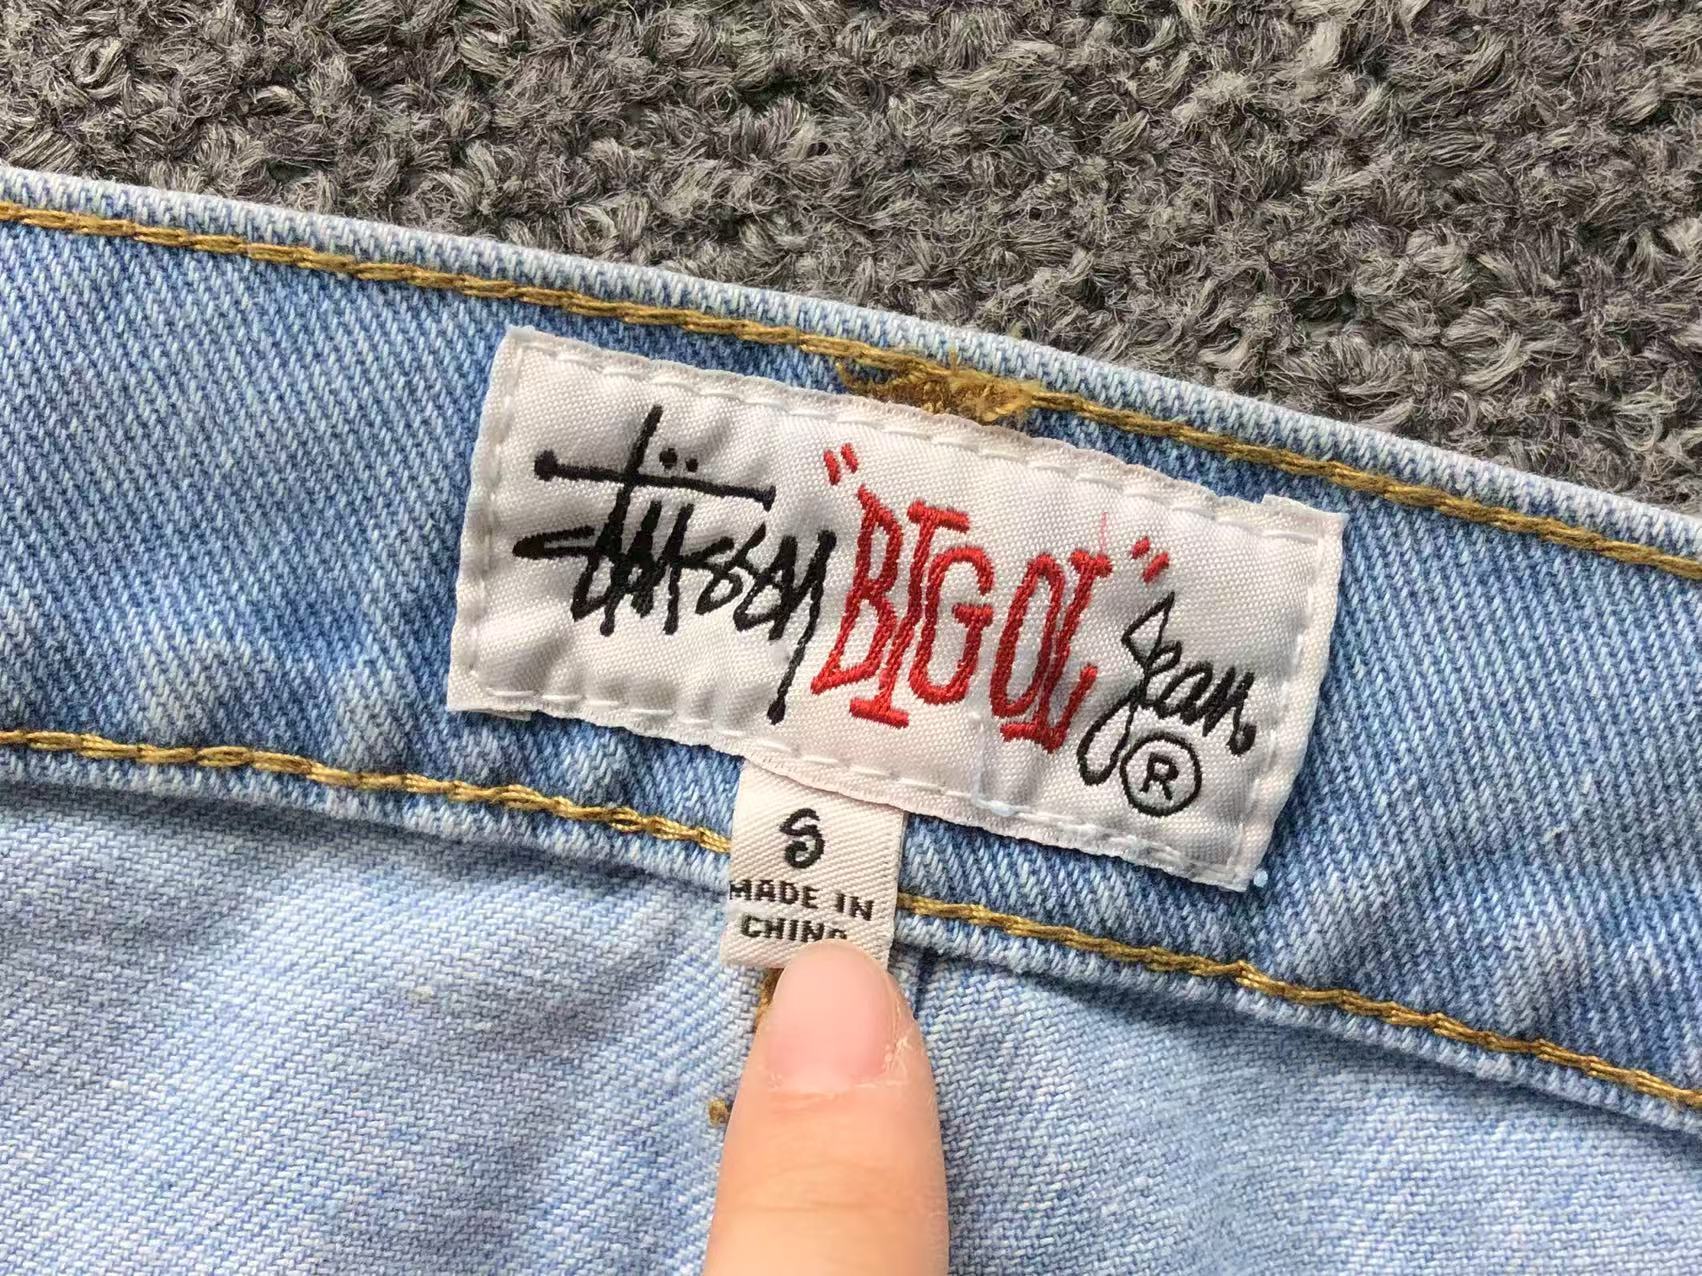 Stüssy "BIG OL" Jean ®
S
MADE IN
CHINA